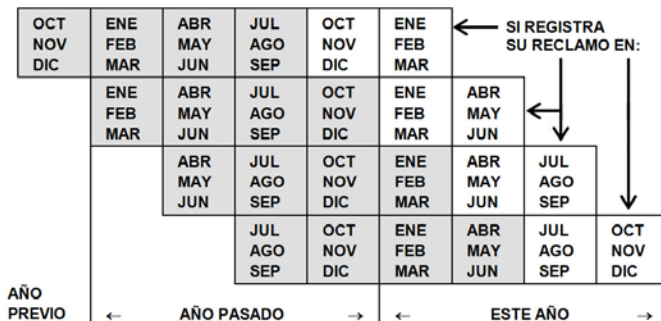 OCT ENE ABR JUL OCT ENE SI REGISTRA
NOV FEB MAY AGO NOV FEB SU RECLAMO EN:
DIC MAR JUN SEP DIC MAR
ENE ABR JUL OCT ENE ABR
FEB MAY AGO NOV FEB MAY
MAR JUN SEP DIC MAR JUN
ABR JUL OCT ENE ABR JUL
MAY AGO NOV FEB MAY AGO
JUN SEP DIC MAR JUN SEP
JUL OCT ENE ABR JUL OCT
AGO NOV FEB MAY AGO NOV
SEP DIC MAR JUN SEP DIC
AÑO
PREVIO ← AÑO PASADO → ← ESTE AÑO →